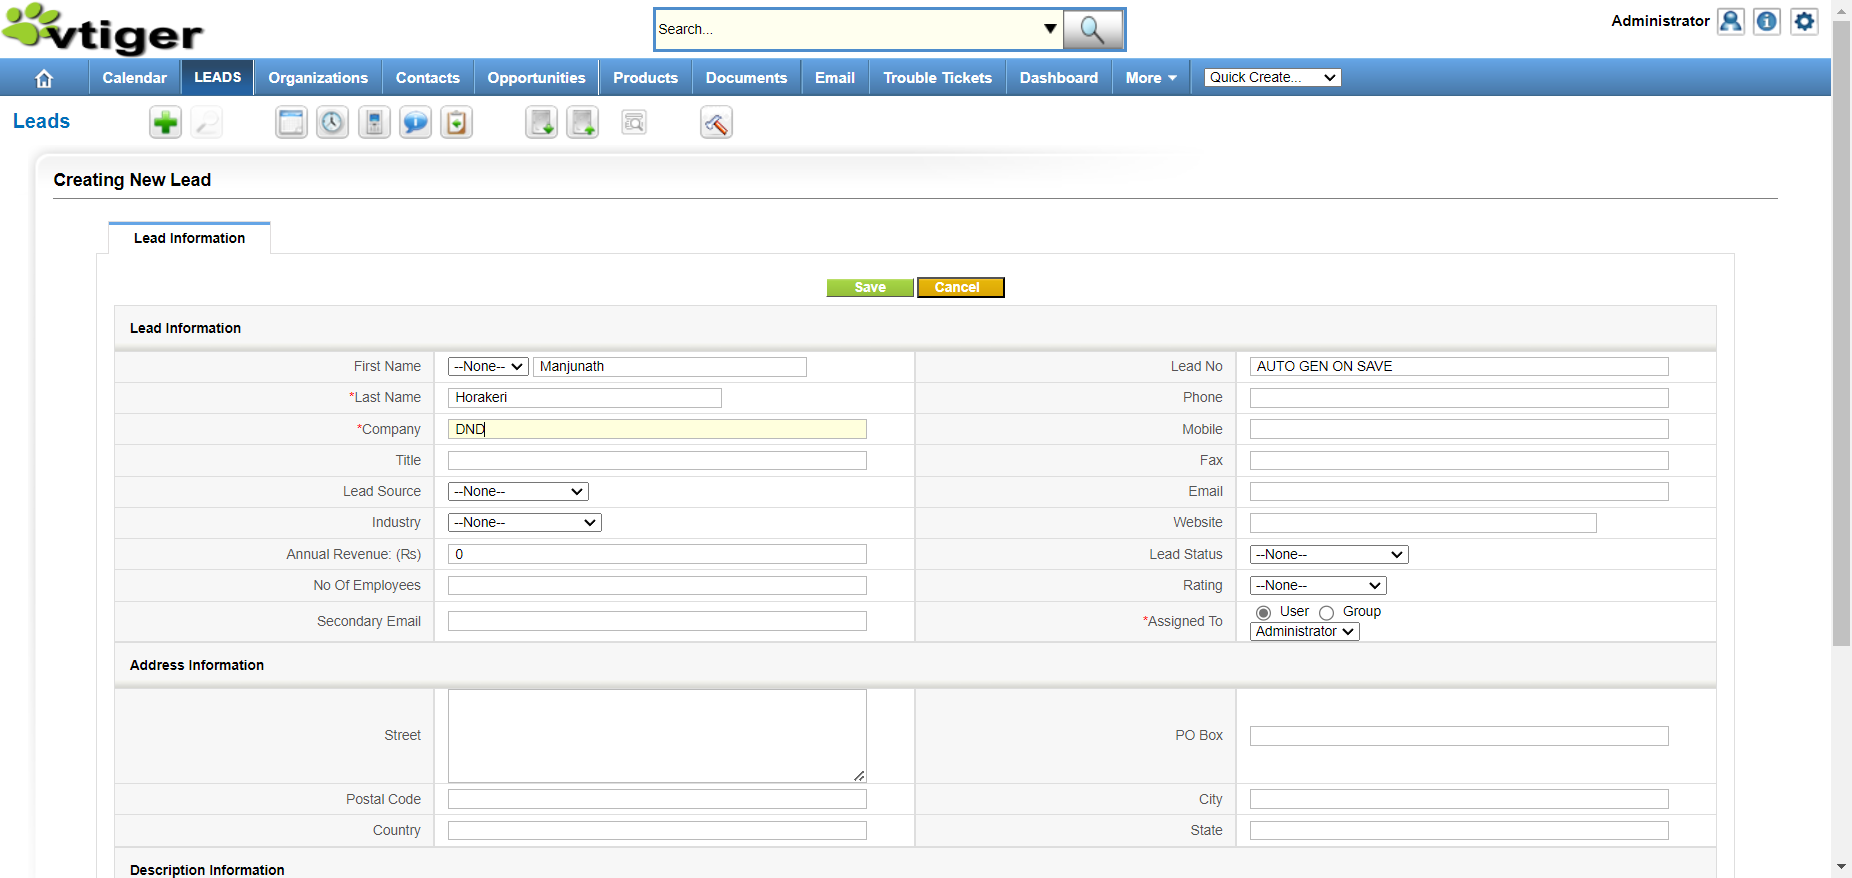 vtiger
Search...
Administrator
Calendar LEADS Organizations Contacts Opportunities Products Documents Email Trouble Tickets Dashboard More Quick Create...
Leads
Creating New Lead
Lead Information
Save Cancel
Lead Information
First Name --None-- Manjunath Lead No AUTO GEN ON SAVE
*Last Name Horakeri Phone
*Company DND Mobile
Title Fax
Lead Source --None-- Email
Industry --None-- Website
Annual Revenue: (Rs) 0 Lead Status --None--
No Of Employees Rating --None--
Secondary Email *Assigned To User Group
Administrator
Address Information
Street PO Box
Postal Code City
Country State
Description Information